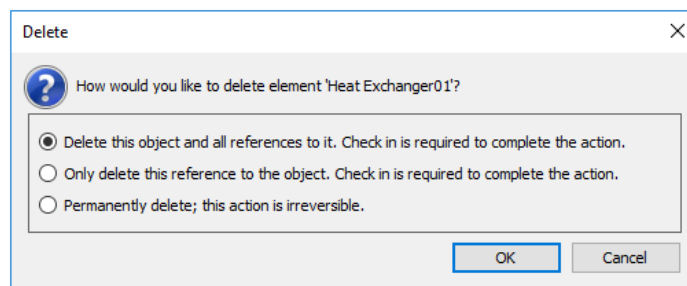 Delete
How would you like to delete element 'Heat Exchanger01'?
Delete this object and all references to it. Check in is required to complete the action.
Only delete this reference to the object. Check in is required to complete the action.
Permanently delete; this action is irreversible.
OK Cancel